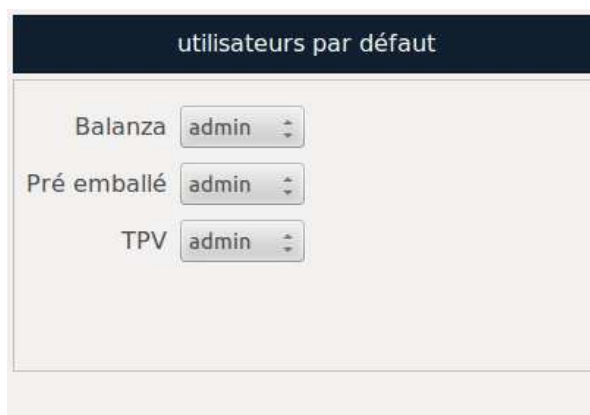 utilisateurs par défaut
Balanza admin
Pré emballé admin
TPV admin